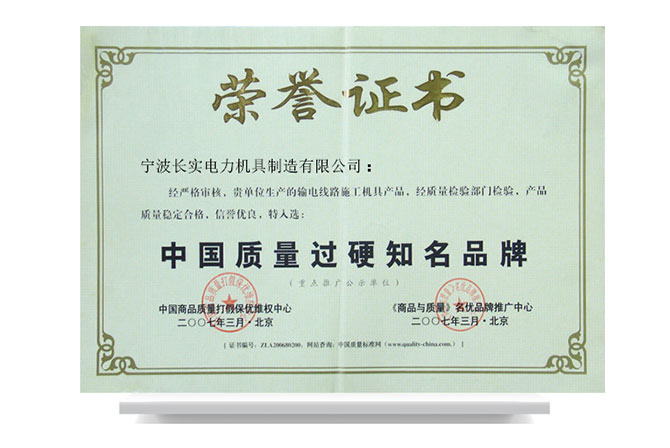 荣誉证书
宁波长实电力机具制造有限公司：
经严格审核，贵单位生产的输电线路施工机具产品，经质量检验部门检验，产品
质量稳定合格，信誉优良，特入选：
中国质量过硬知名品牌
（重点推广公示单位）
中国商品质量打假保优维权中心
二〇〇七年三月·北京
《商品与质量》名优品牌推广中心
二〇〇七年三月·北京
[ 证书编号：ZLA200680200，网站咨询：中国质量标准网（www.quality-china.com.） ]